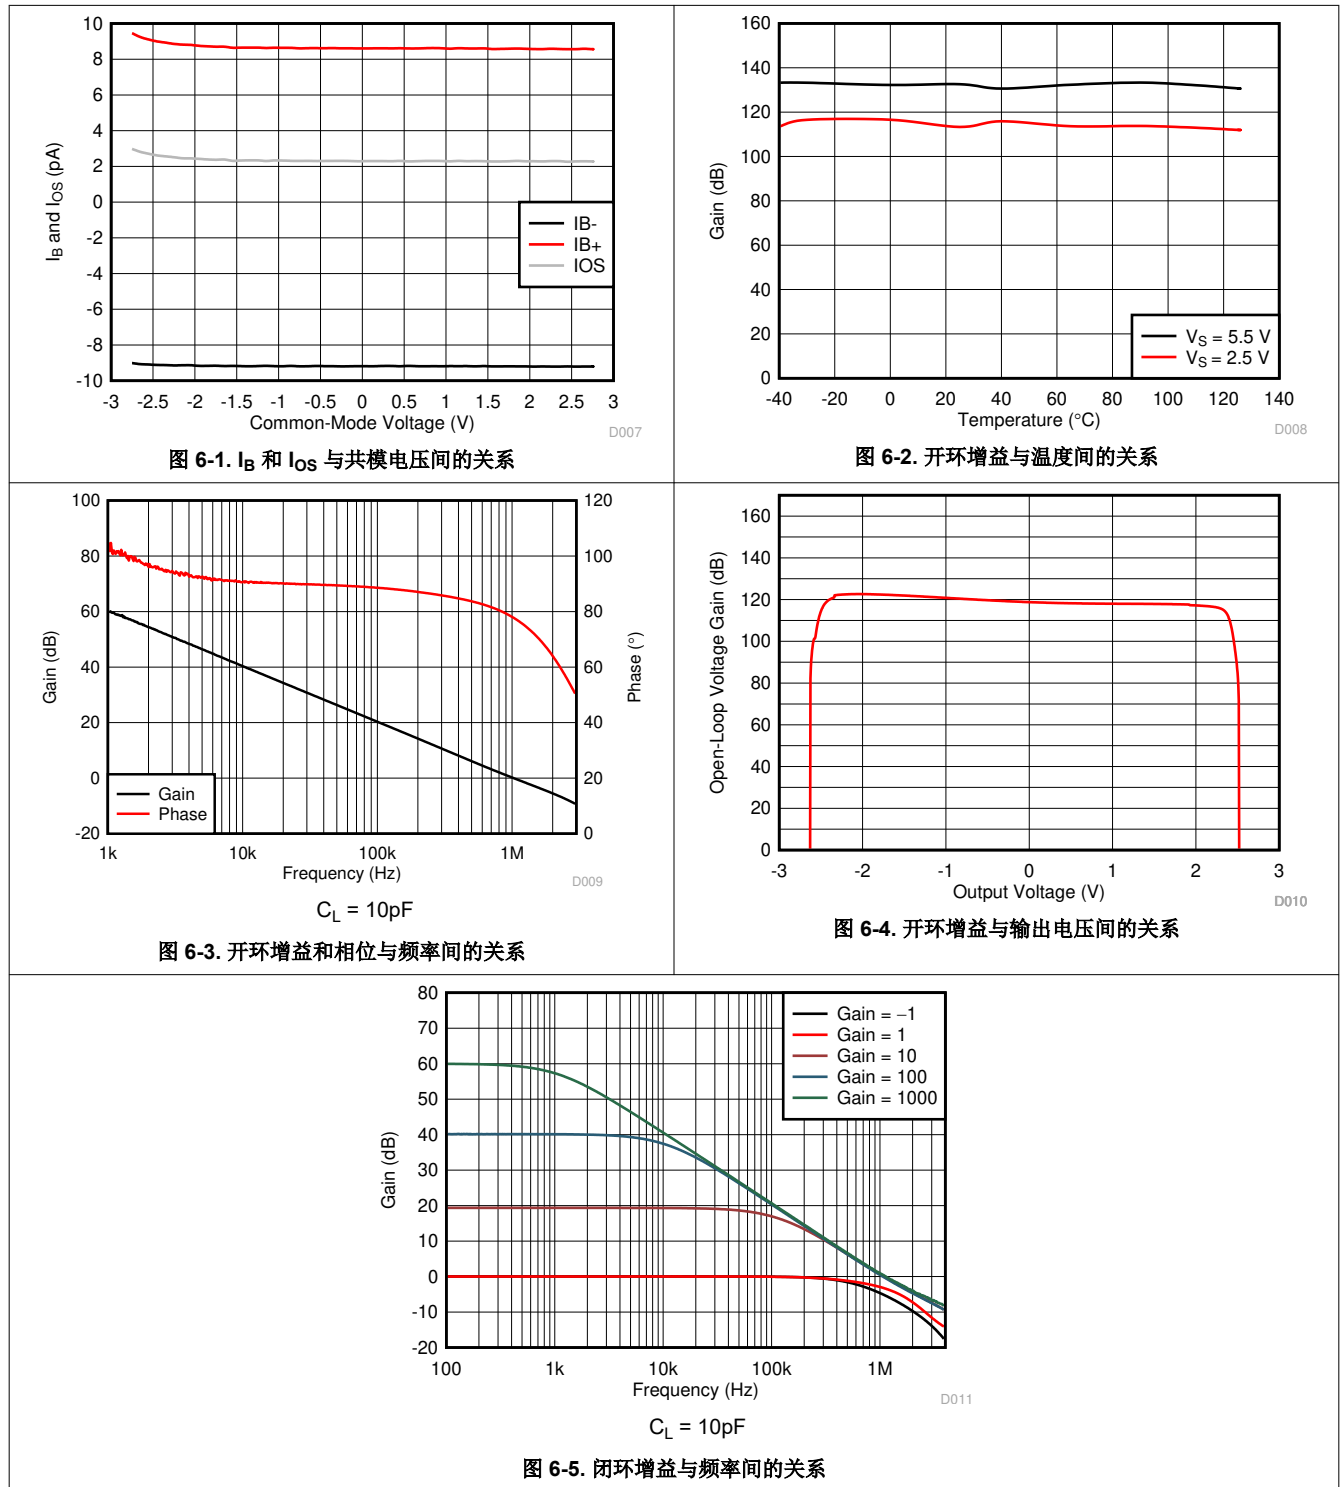 10
8
6
4
2
0
-2
-4
-6
-8
-10
I_B and I_OS (pA)
IB-
IB+
IOS
-3 -2.5 -2 -1.5 -1 -0.5 0 0.5 1 1.5 2 2.5 3
Common-Mode Voltage (V)
D007
图 6-1. I_B 和 I_OS 与共模电压间的关系
160
140
120
100
80
60
40
20
0
Gain (dB)
V_S = 5.5 V
V_S = 2.5 V
-40 -20 0 20 40 60 80 100 120 140
Temperature (°C)
D008
图 6-2. 开环增益与温度间的关系
100
80
60
40
20
0
-20
Gain (dB)
120
100
80
60
40
20
0
Phase (°)
Gain
Phase
1k 10k 100k 1M
Frequency (Hz)
D009
C_L = 10pF
图 6-3. 开环增益和相位与频率间的关系
160
140
120
100
80
60
40
20
0
Open-Loop Voltage Gain (dB)
-3 -2 -1 0 1 2 3
Output Voltage (V)
D010
图 6-4. 开环增益与输出电压间的关系
80
70
60
50
40
30
20
10
0
-10
-20
Gain (dB)
Gain = −1
Gain = 1
Gain = 10
Gain = 100
Gain = 1000
100 1k 10k 100k 1M
Frequency (Hz)
D011
C_L = 10pF
图 6-5. 闭环增益与频率间的关系